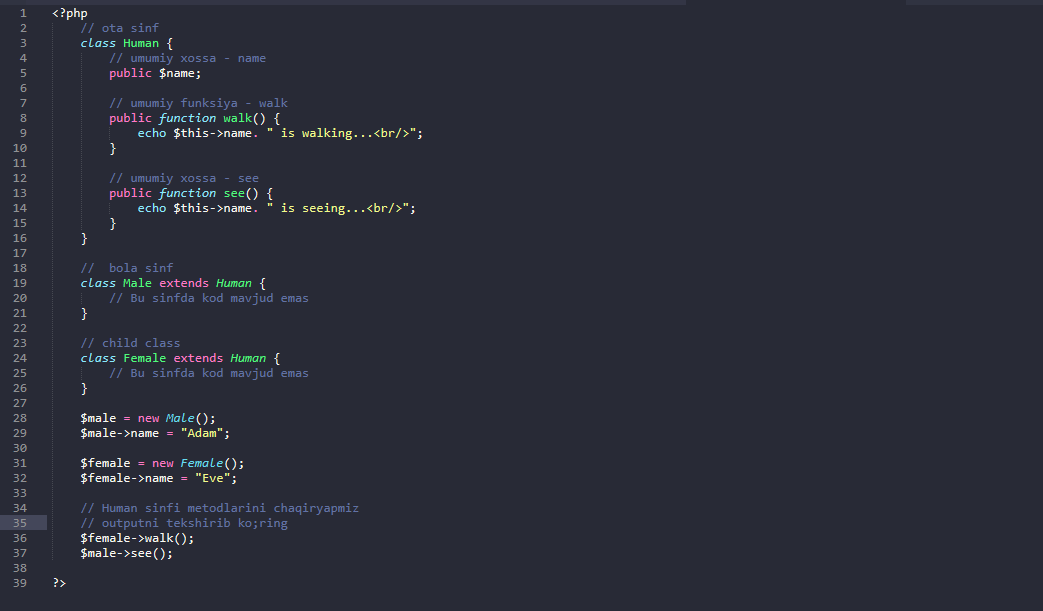 1 <?php
2 // ota sinf
3 class Human {
4 // umumiy xossa - name
5 public $name;
6
7 // umumiy funksiya - walk
8 public function walk() {
9 echo $this->name. " is walking...<br/>";
10 }
11
12 // umumiy xossa - see
13 public function see() {
14 echo $this->name. " is seeing...<br/>";
15 }
16 }
17
18 //  bola sinf
19 class Male extends Human {
20 // Bu sinfda kod mavjud emas
21 }
22
23 // child class
24 class Female extends Human {
25 // Bu sinfda kod mavjud emas
26 }
27
28 $male = new Male();
29 $male->name = "Adam";
30
31 $female = new Female();
32 $female->name = "Eve";
33
34 // Human sinfi metodlarini chaqiryapmiz
35 // outputni tekshirib ko;ring
36 $female->walk();
37 $male->see();
38
39 ?>